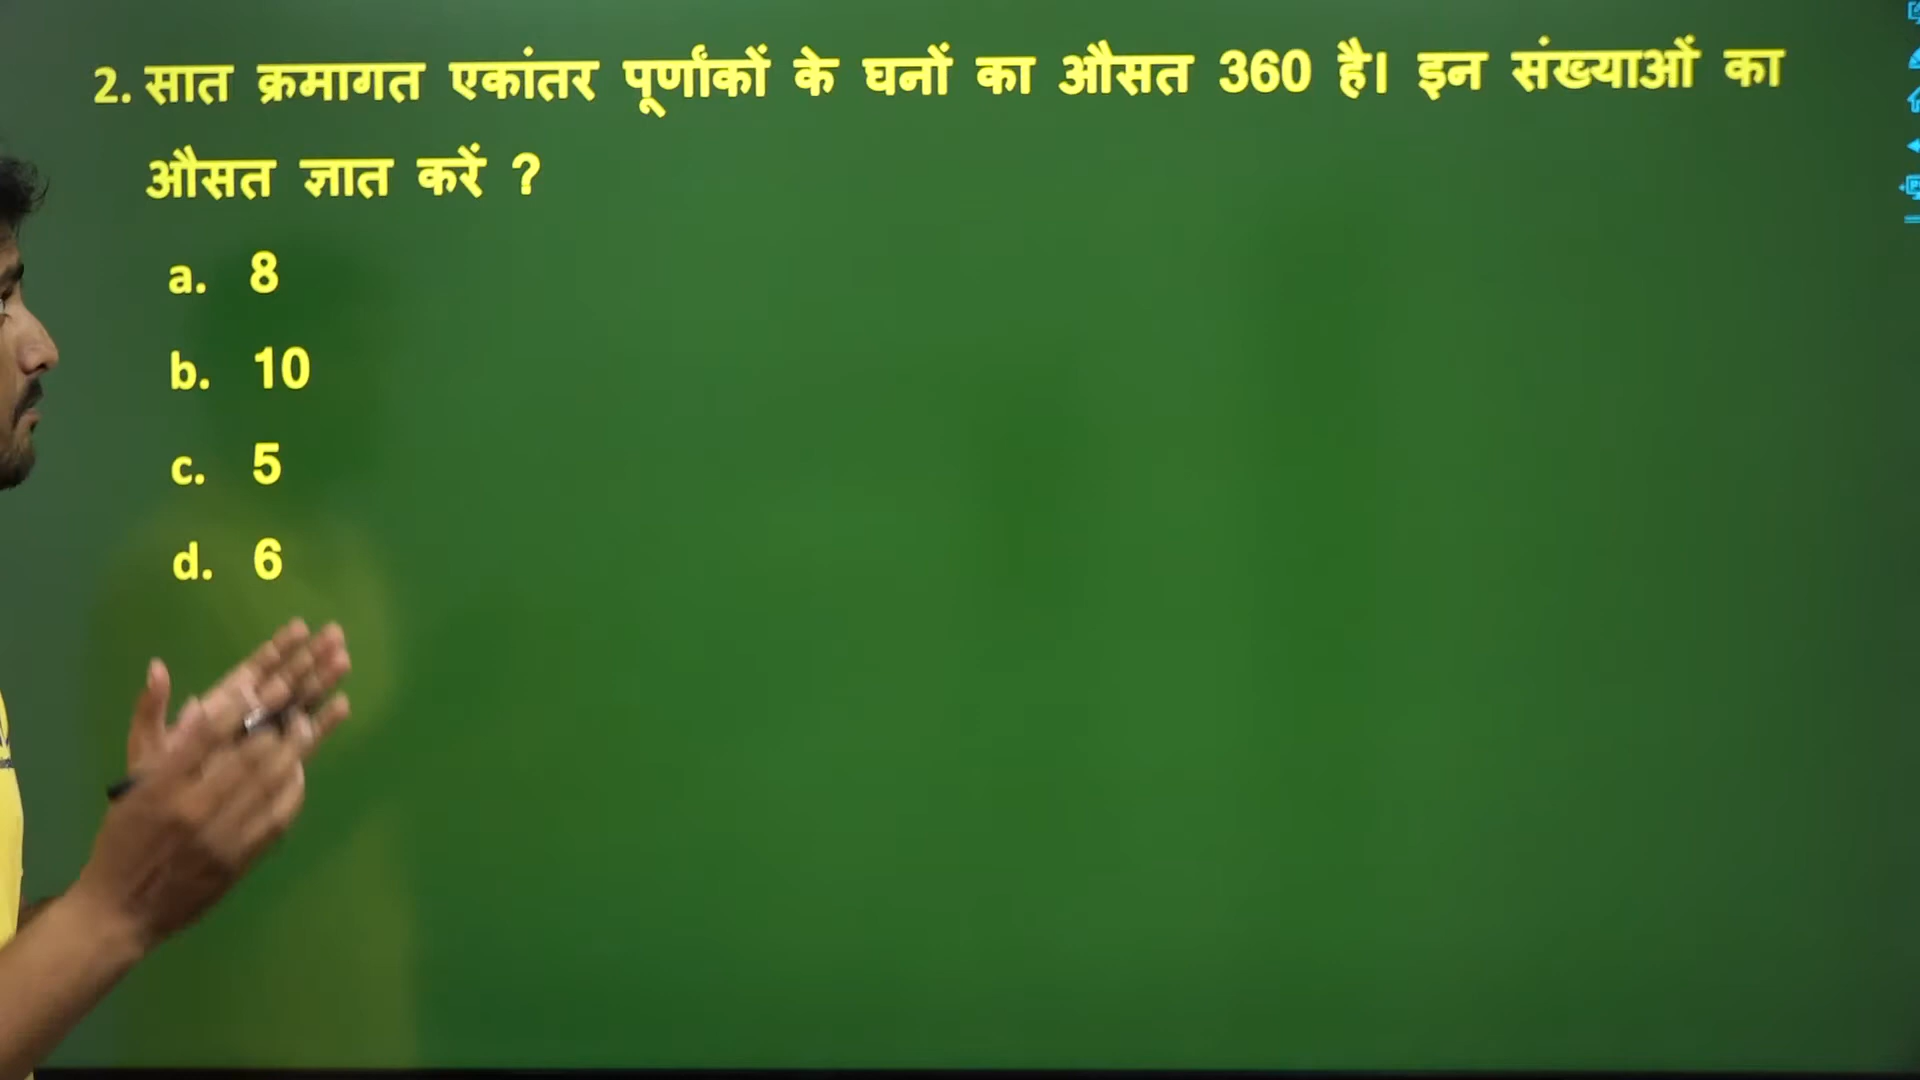 2. सात क्रमागत एकांतर पूर्णांकों के घनों का औसत 360 है। इन संख्याओं का
औसत ज्ञात करें ?
a. 8
b. 10
c. 5
d. 6